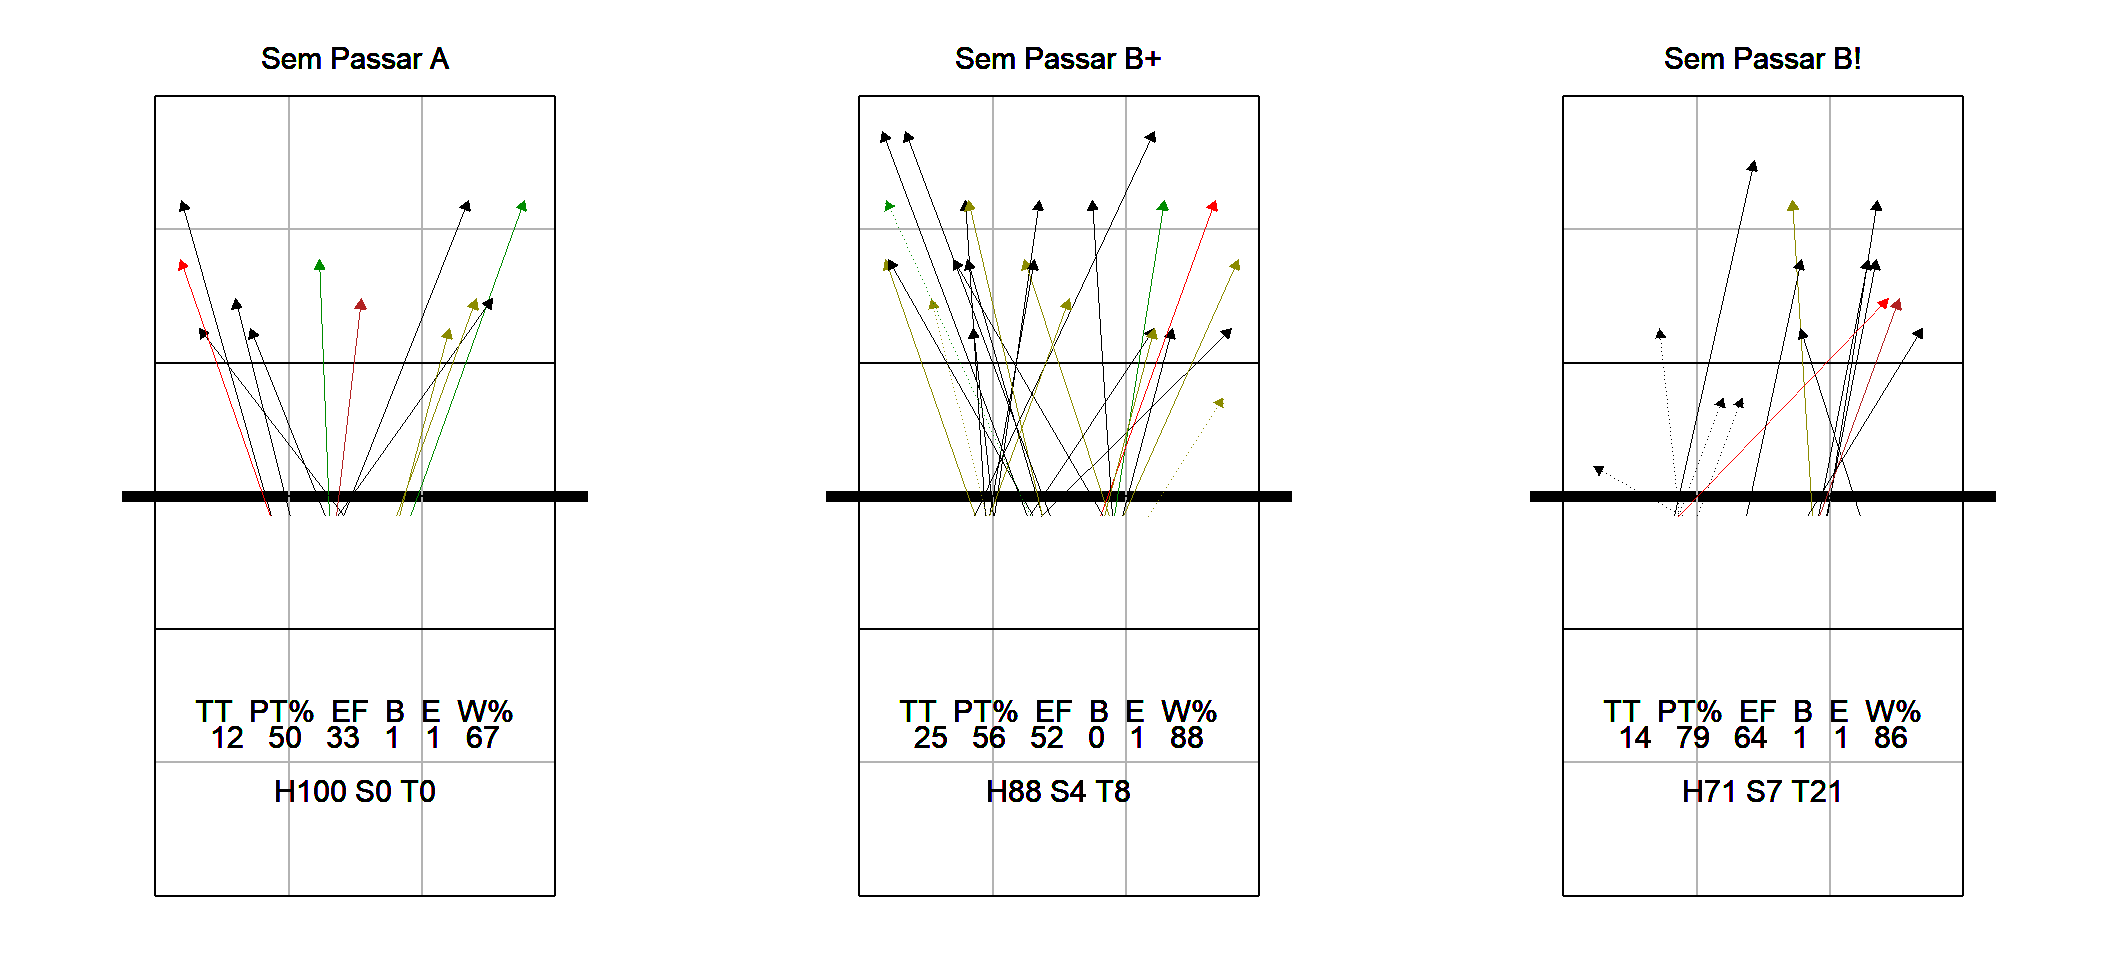 Sem Passar A
TT PT% EF B E W%
12 50 33 1 1 67
H100 S0 T0
Sem Passar B+
TT PT% EF B E W%
25 56 52 0 1 88
H88 S4 T8
Sem Passar B!
TT PT% EF B E W%
14 79 64 1 1 86
H71 S7 T21